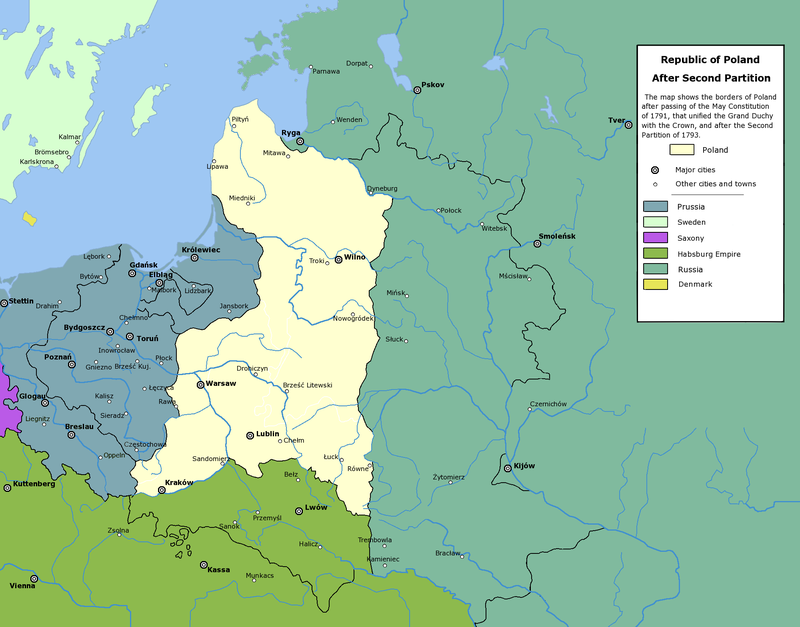 Republic of Poland
After Second Partition
The map shows the borders of Poland
after passing of the May Constitution
of 1791, that unified the Grand Duchy
with the Crown, and after the Second
Partition of 1793.
Poland
Major cities
Other cities and towns
Prussia
Sweden
Saxony
Habsburg Empire
Russia
Denmark
Dorpat
Parnawa
Pskov
Piltyń
Wenden
Tver
Ryga
Kalmar
Brömsebro
Karlskrona
Mitawa
Lipawa
Dyneburg
Miedniki
Połock
Witebsk
Smoleńsk
Królewiec
Lębork
Gdańsk
Wilno
Troki
Bytów
Elbląg
Malbork
Lidzbark
Mścisław
Stettin
Drahim
Jansbork
Mińsk
Chełmno
Nowogródek
Bydgoszcz
Toruń
Słuck
Inowrocław
Poznań
Płock
Gniezno
Brześć Kuj.
Drohiczyn
Warsaw
Brześć Litewski
Łęczyca
Glogau
Kalisz
Rawa
Czernichów
Sieradz
Liegnitz
Breslau
Lublin
Chełm
Częstochowa
Oppeln
Sandomierz
Łuck
Równe
Kijów
Bełz
Żytomierz
Kuttenberg
Kraków
Lwów
Przemyśl
Sanok
Zsolna
Halicz
Trembowla
Bracław
Kamieniec
Kassa
Munkacs
Vienna